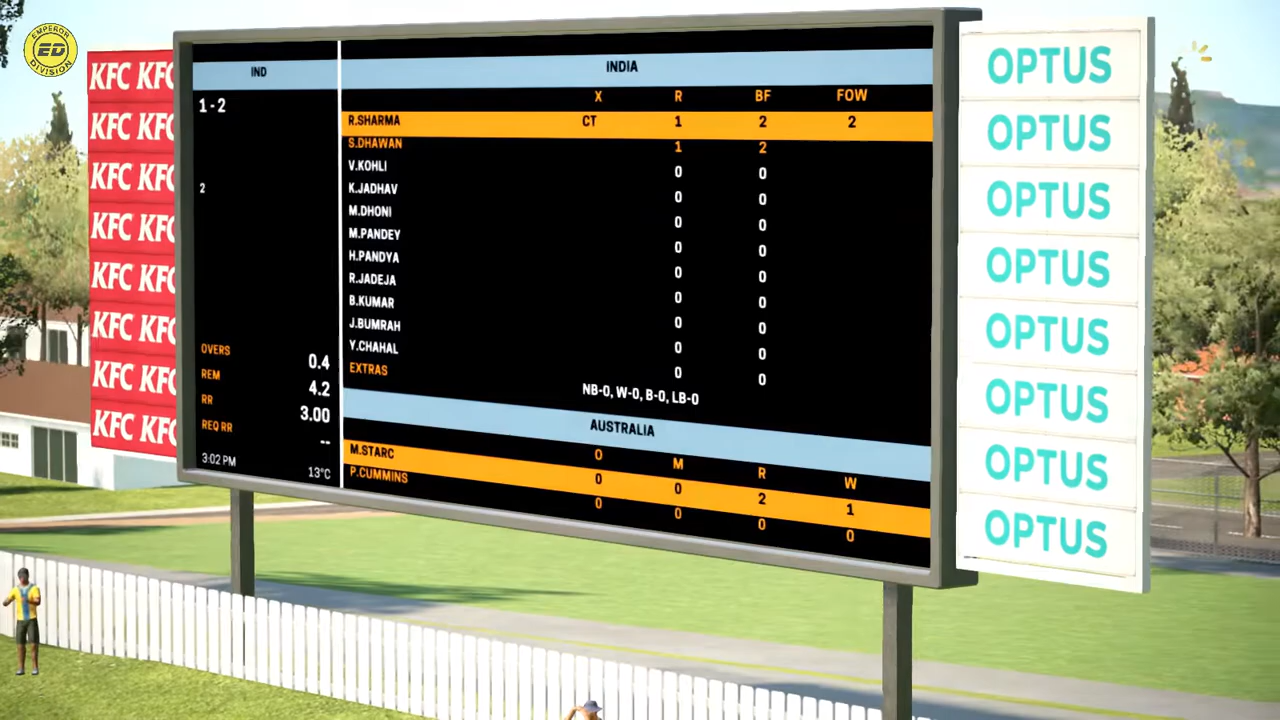 EMPEROR
ED
DIVISION
KFC KFC
KFC KFC
KFC KFC
KFC KFC
KFC KFC
KFC KFC
KFC KFC
KFC KFC
IND
1-2
2
OVERS 0.4
REM 4.2
RR 3.00
REQ RR --
3:02 PM 13°C
INDIA
X R BF FOW
R.SHARMA CT 1 2 2
S.DHAWAN 1 2
V.KOHLI 0 0
K.JADHAV 0 0
M.DHONI 0 0
M.PANDEY 0 0
H.PANDYA 0 0
R.JADEJA 0 0
B.KUMAR 0 0
J.BUMRAH 0 0
Y.CHAHAL 0 0
EXTRAS
NB-0, W-0, B-0, LB-0
AUSTRALIA
O M R W
M.STARC 0 0 2 1
P.CUMMINS 0 0 0 0
OPTUS
OPTUS
OPTUS
OPTUS
OPTUS
OPTUS
OPTUS
OPTUS